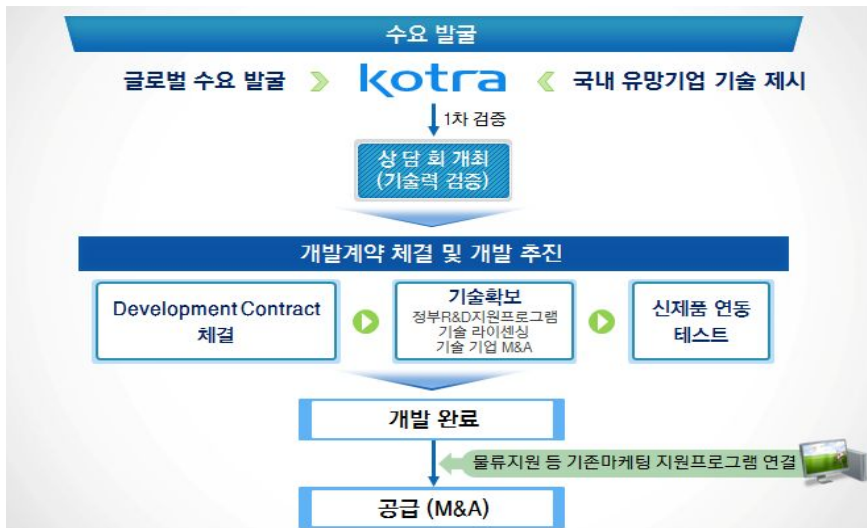 수요 발굴
글로벌 수요 발굴
kotra
국내 유망기업 기술 제시
1차 검증
상담회 개최
(기술력 검증)
개발계약 체결 및 개발 추진
Development Contract
체결
기술확보
정부R&D지원프로그램
기술 라이센싱
기술 기업 M&A
신제품 연동
테스트
개발 완료
물류지원 등 기존마케팅 지원프로그램 연결
공급 (M&A)